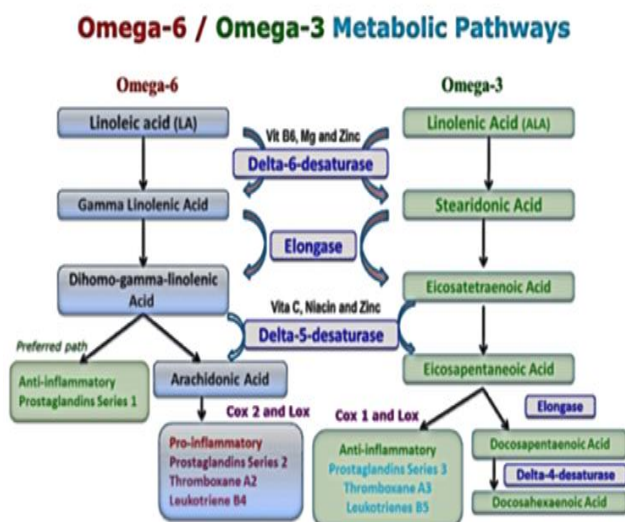 Omega-6 / Omega-3 Metabolic Pathways
Omega-6
Omega-3
Linoleic acid (LA)
Linolenic Acid (ALA)
Vit B6, Mg and Zinc
Delta-6-desaturase
Gamma Linolenic Acid
Stearidonic Acid
Elongase
Dihomo-gamma-linolenic
Acid
Eicosatetraenoic Acid
Vita C, Niacin and Zinc
Delta-5-desaturase
Preferred path
Anti-inflammatory
Prostaglandins Series 1
Arachidonic Acid
Eicosapentaneoic Acid
Cox 2 and Lox
Pro-inflammatory
Prostaglandins Series 2
Thromboxane A2
Leukotriene B4
Cox 1 and Lox
Anti-inflammatory
Prostaglandins Series 3
Thromboxane A3
Leukotrienes B5
Elongase
Docosapentaenoic Acid
Delta-4-desaturase
Docosahexaenoic Acid